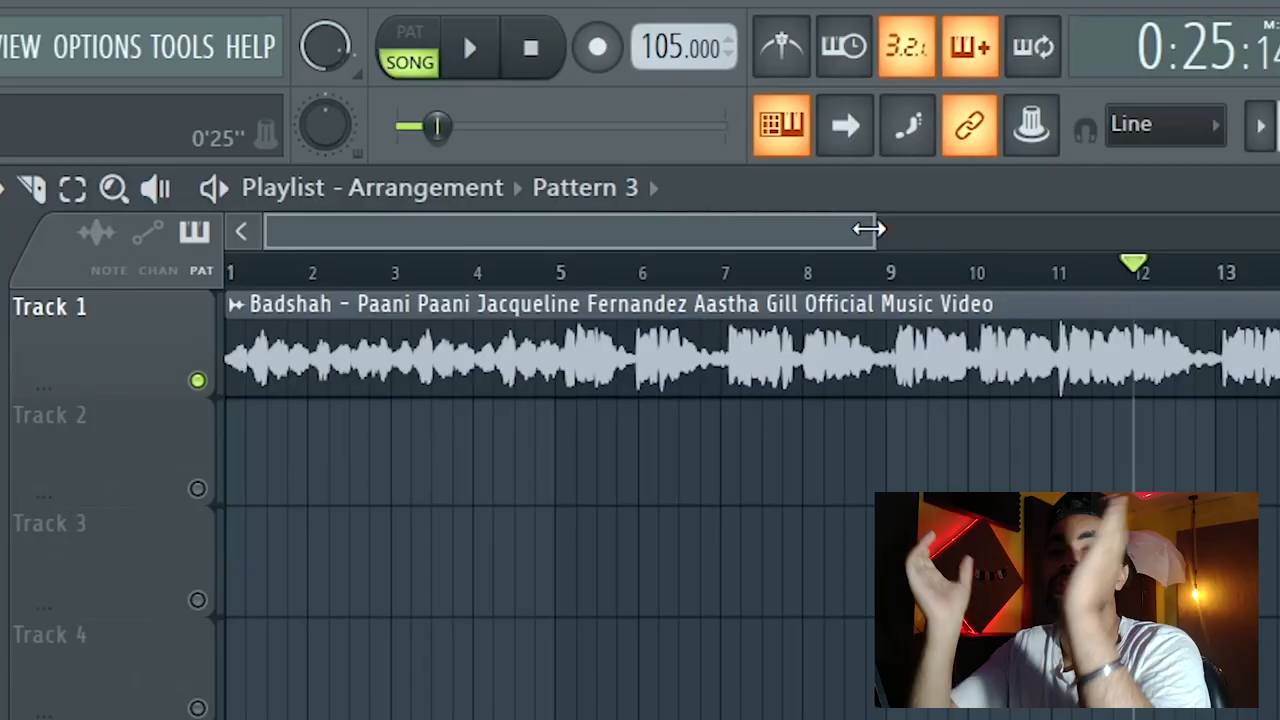 VIEW OPTIONS TOOLS HELP
PAT
SONG
105.000
3.2.
M:
0:25:14
0'25''
Line
Playlist - Arrangement
Pattern 3
NOTE CHAN PAT
1 2 3 4 5 6 7 8 9 10 11 12 13
Track 1
Badshah - Paani Paani Jacqueline Fernandez Aastha Gill Official Music Video
...
Track 2
...
Track 3
...
Track 4
...